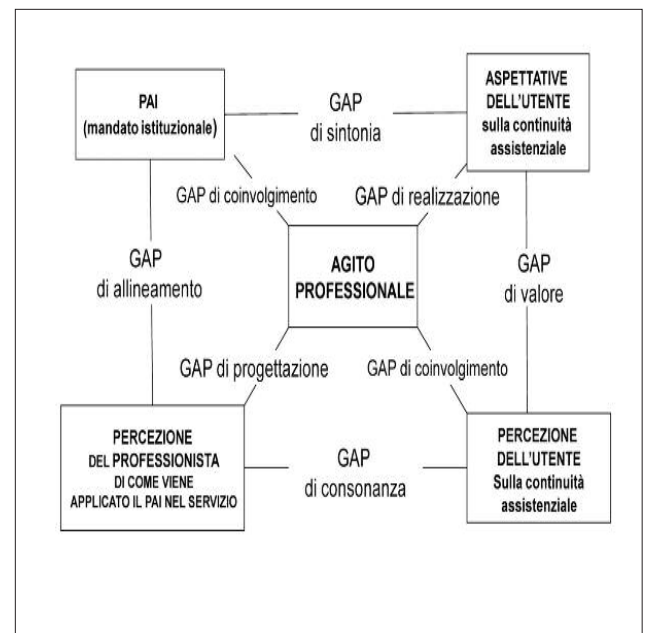 PAI
(mandato istituzionale)
GAP
di sintonia
ASPETTATIVE
DELL'UTENTE
sulla continuità
assistenziale
GAP di coinvolgimento
GAP di realizzazione
GAP
di allineamento
AGITO
PROFESSIONALE
GAP
di valore
GAP di progettazione
GAP di coinvolgimento
PERCEZIONE
DEL PROFESSIONISTA
DI COME VIENE
APPLICATO IL PAI NEL SERVIZIO
GAP
di consonanza
PERCEZIONE
DELL'UTENTE
Sulla continuità
assistenziale